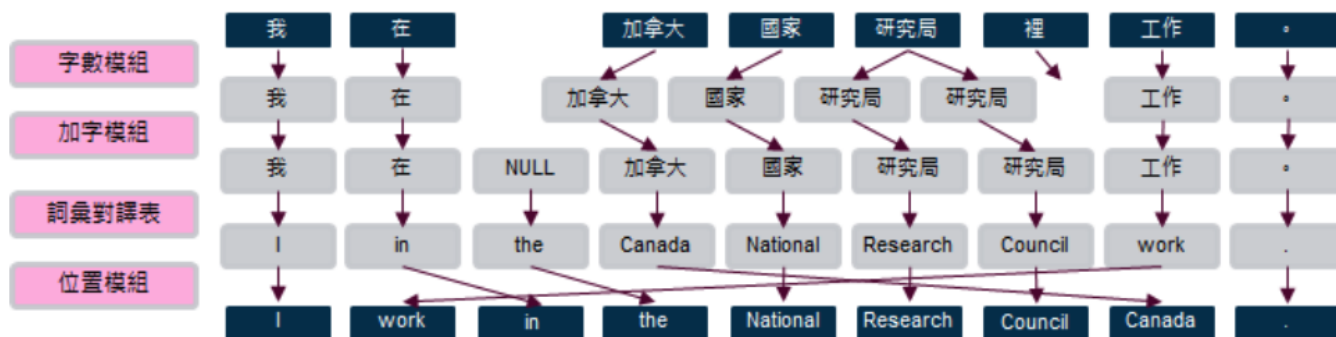 我 在 加拿大 國家 研究局 裡 工作 。
字數模組
我 在 加拿大 國家 研究局 研究局 工作 。
加字模組
我 在 NULL 加拿大 國家 研究局 研究局 工作 。
詞彙對譯表
I in the Canada National Research Council work .
位置模組
I work in the National Research Council Canada .